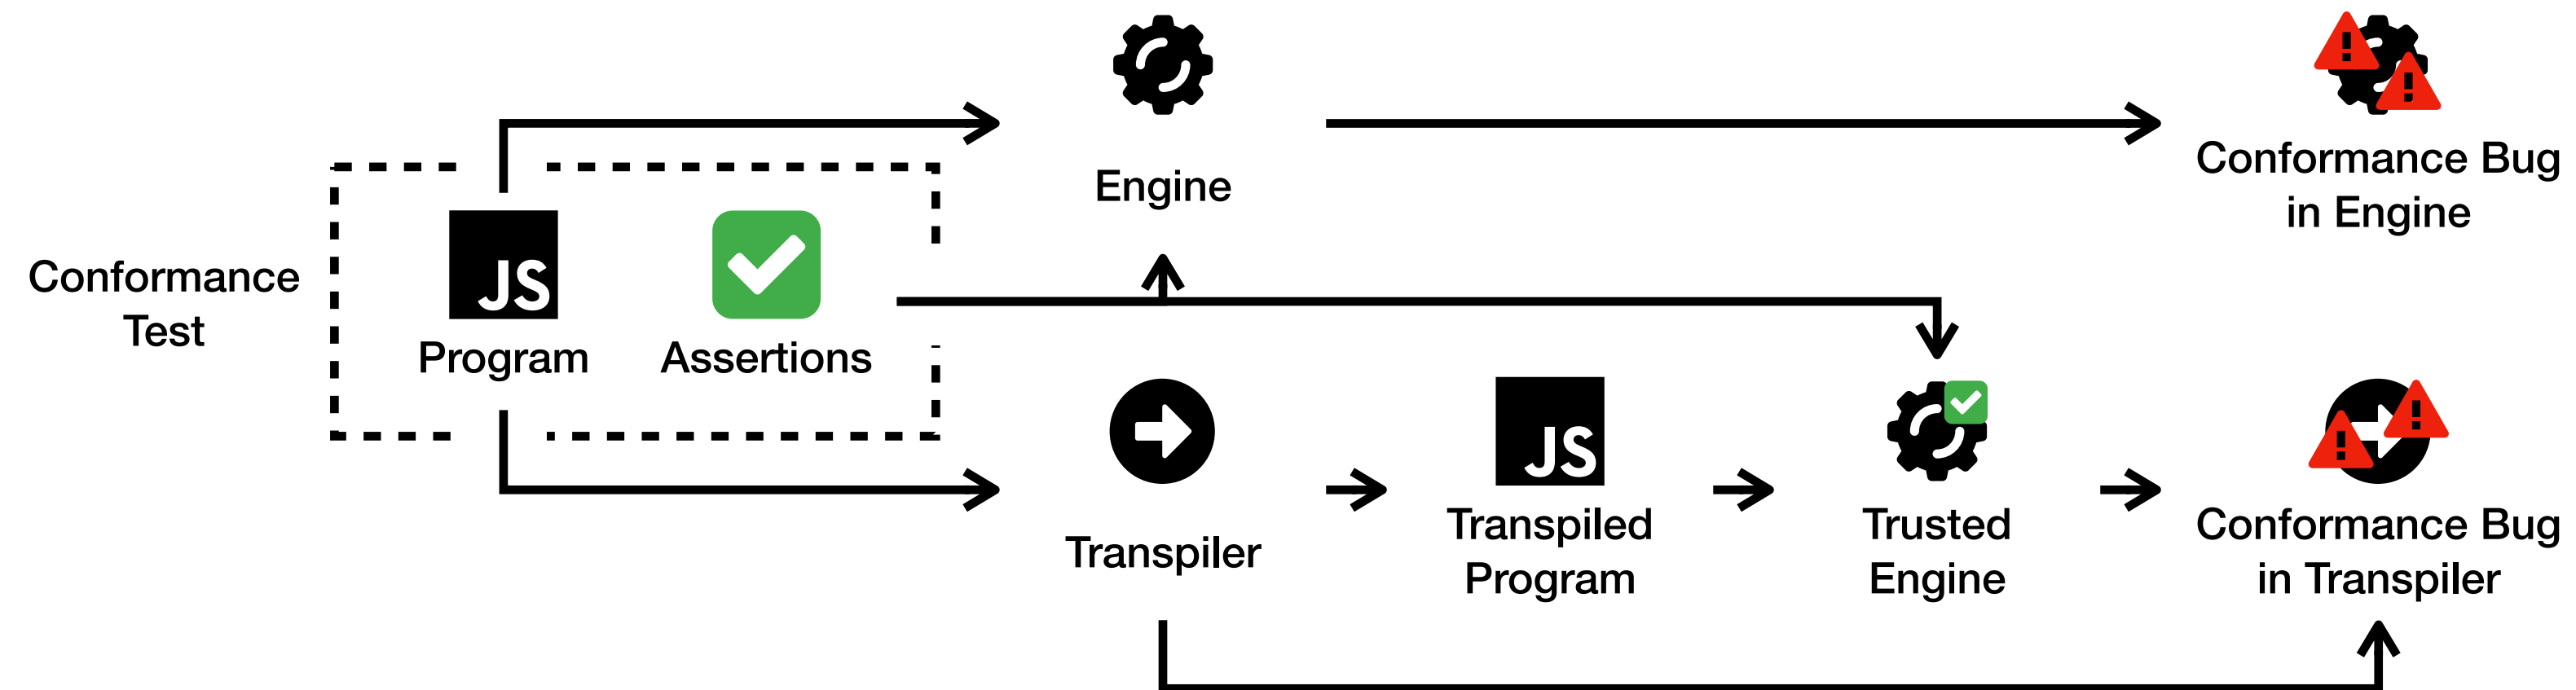 Conformance
Test
JS
Program
Assertions
Engine
Conformance Bug
in Engine
Transpiler
JS
Transpiled
Program
Trusted
Engine
Conformance Bug
in Transpiler